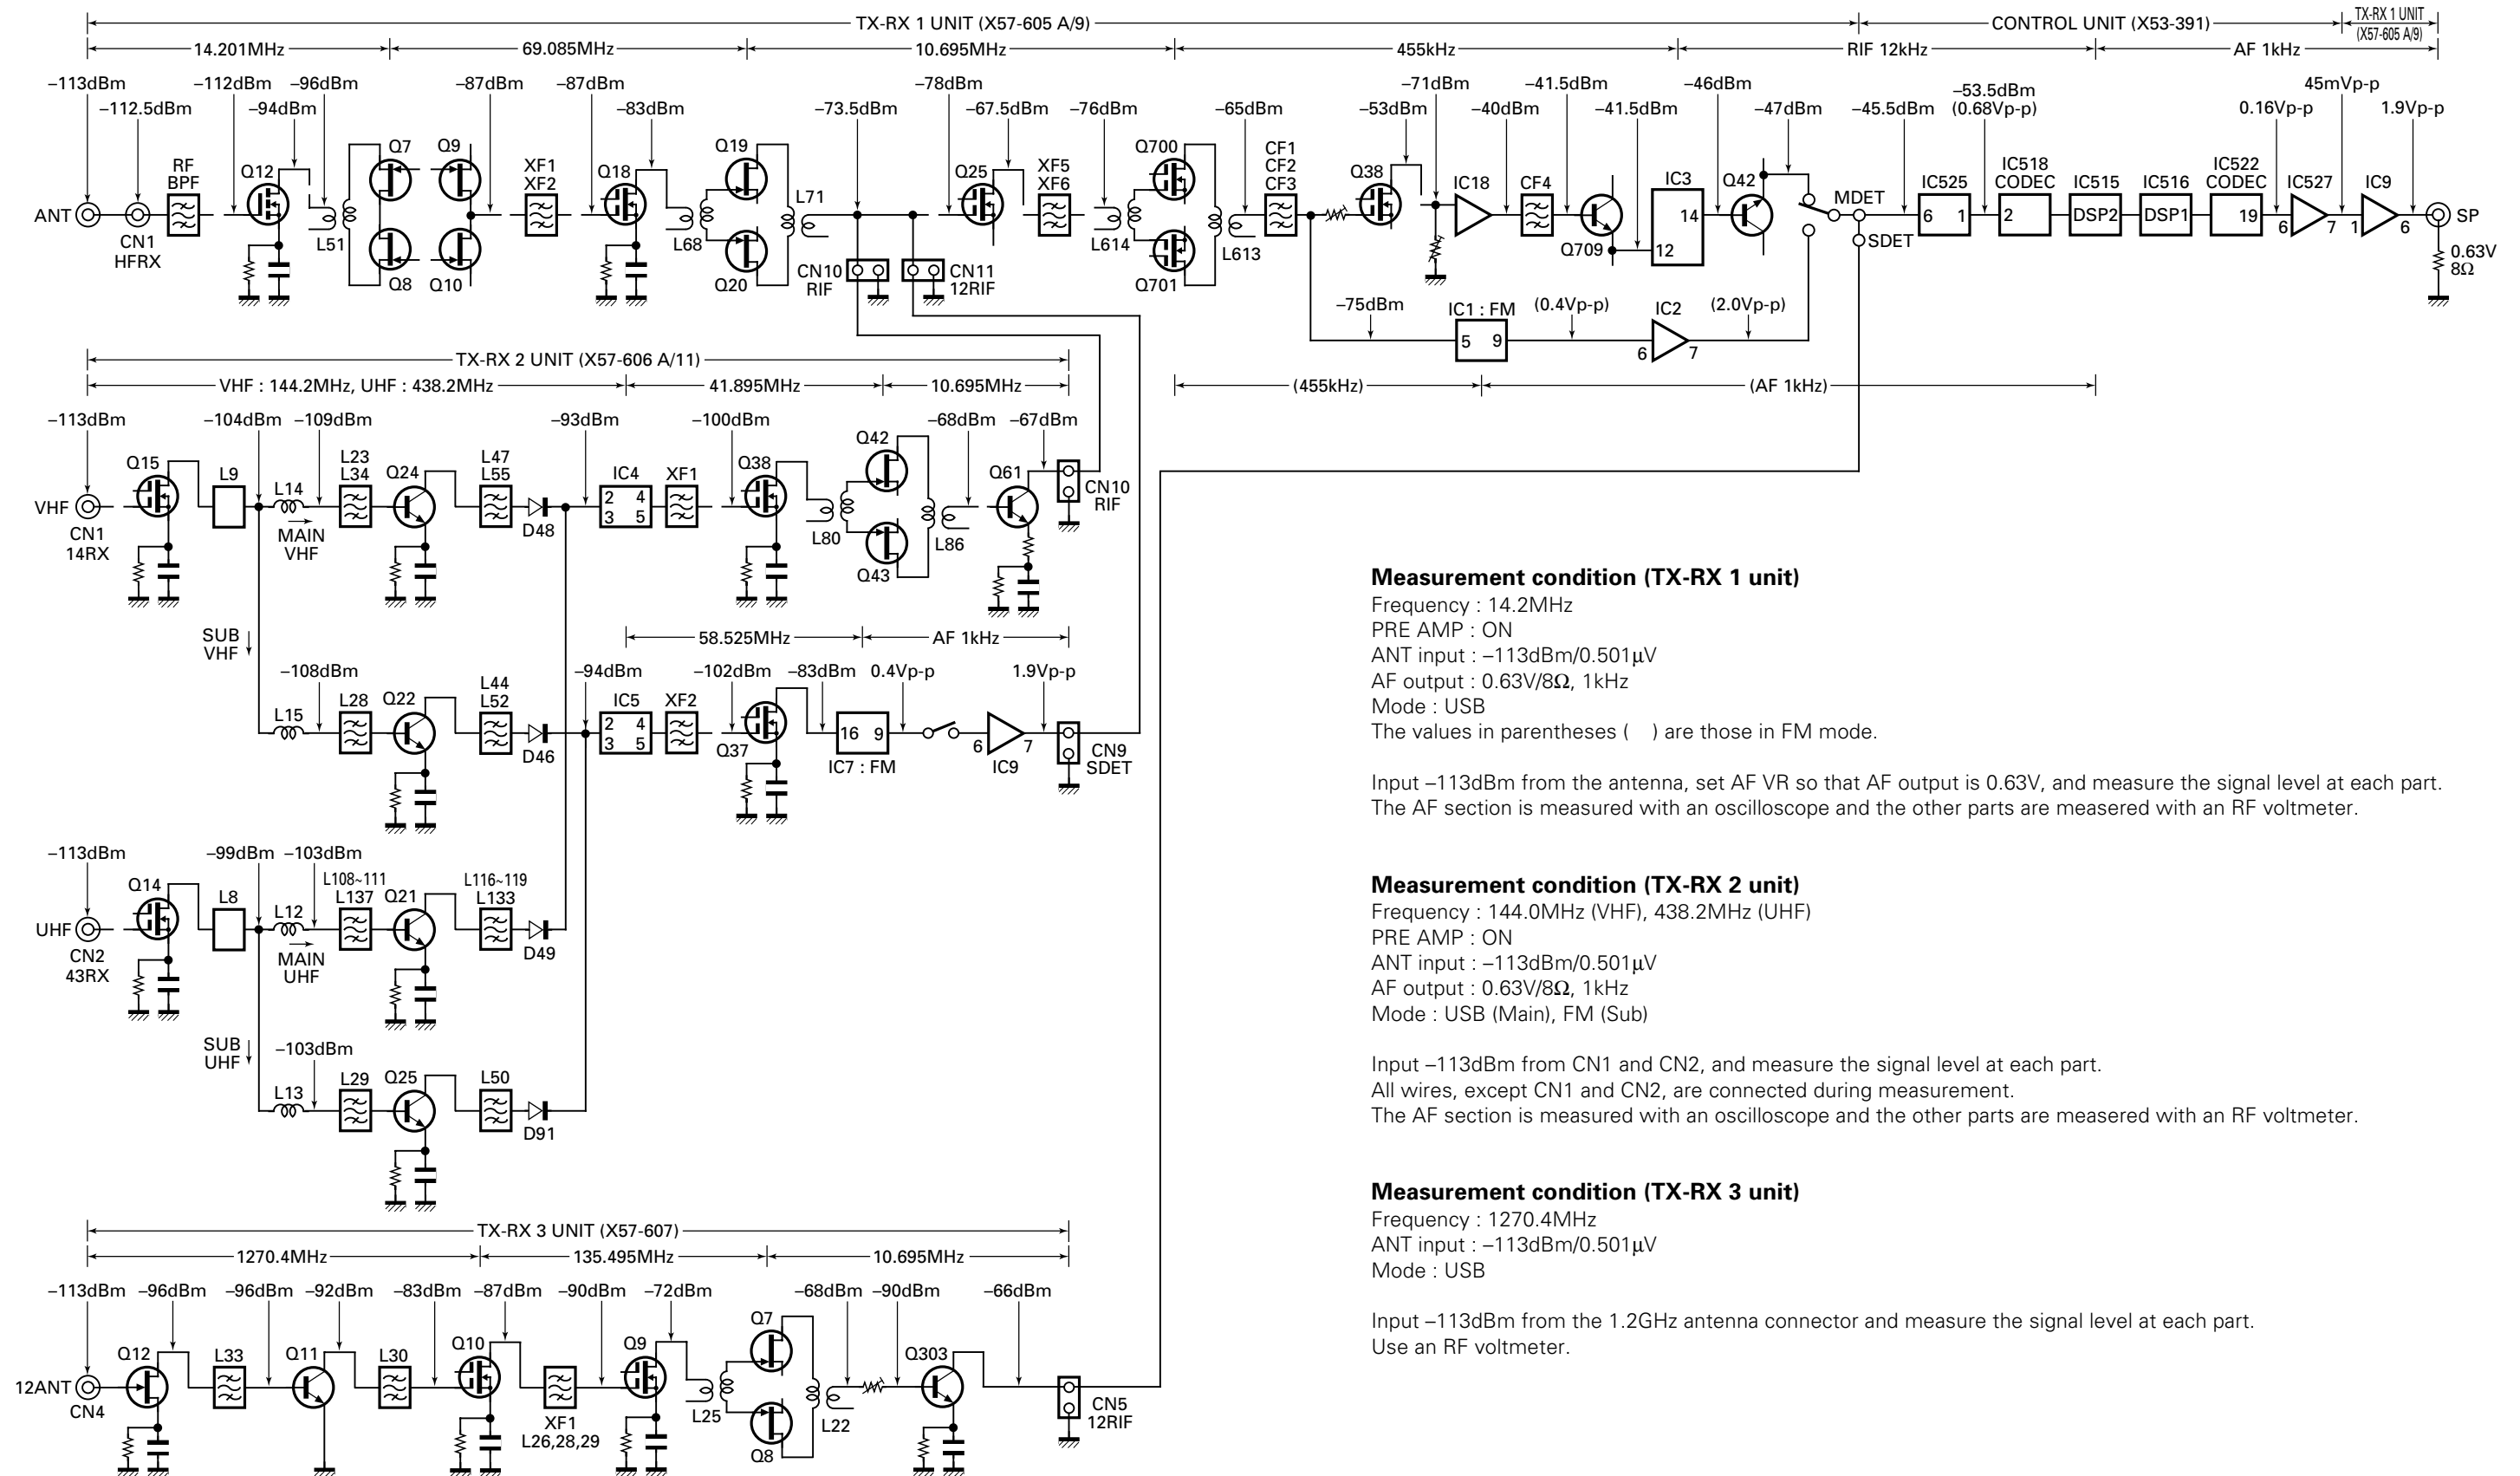 TX-RX 1 UNIT (X57-605 A/9)
CONTROL UNIT (X53-391)
TX-RX 1 UNIT
(X57-605 A/9)
14.201MHz
69.085MHz
10.695MHz
455kHz
RIF 12kHz
AF 1kHz
–113dBm
–112dBm
–96dBm
–87dBm
–87dBm
–78dBm
–71dBm
–41.5dBm
–46dBm
–53.5dBm
(0.68Vp-p)
45mVp-p
–112.5dBm
–94dBm
–83dBm
–73.5dBm
–67.5dBm
–76dBm
–65dBm
–53dBm
–40dBm
–41.5dBm
–47dBm
–45.5dBm
0.16Vp-p
1.9Vp-p
ANT
CN1
HFRX
RF
BPF
Q12
L51
Q7
Q8
Q9
Q10
XF1
XF2
Q18
L68
Q19
Q20
L71
CN10
RIF
CN11
12RIF
Q25
XF5
XF6
L614
Q700
Q701
L613
CF1
CF2
CF3
Q38
IC18
CF4
Q709
IC3
14
12
Q42
MDET
SDET
IC525
6 1
IC518
CODEC
2
IC515
DSP2
IC516
DSP1
IC522
CODEC
19
IC527
6 7
IC9
1 6
SP
0.63V
8Ω
–75dBm
IC1 : FM
5 9
(0.4Vp-p)
IC2
6 7
(2.0Vp-p)
(455kHz)
(AF 1kHz)
TX-RX 2 UNIT (X57-606 A/11)
VHF : 144.2MHz, UHF : 438.2MHz
41.895MHz
10.695MHz
–113dBm
–104dBm
–109dBm
–93dBm
–100dBm
–68dBm
–67dBm
VHF
CN1
14RX
Q15
L9
L14
MAIN
VHF
L23
L34
Q24
L47
L55
D48
IC4
2 4
3 5
XF1
Q38
L80
Q42
Q43
L86
Q61
CN10
RIF
SUB
VHF
58.525MHz
AF 1kHz
–108dBm
–94dBm
–102dBm
–83dBm
0.4Vp-p
1.9Vp-p
L15
L28
Q22
L44
L52
D46
IC5
2 4
3 5
XF2
Q37
16 9
IC7 : FM
6 7
IC9
CN9
SDET
–113dBm
–99dBm
–103dBm
UHF
CN2
43RX
Q14
L8
L12
MAIN
UHF
L108~111
L137
Q21
L116~119
L133
D49
SUB
UHF
–103dBm
L13
L29
Q25
L50
D91
TX-RX 3 UNIT (X57-607)
1270.4MHz
135.495MHz
10.695MHz
–113dBm
–96dBm
–96dBm
–92dBm
–83dBm
–87dBm
–90dBm
–72dBm
–68dBm
–90dBm
–66dBm
12ANT
CN4
Q12
L33
Q11
L30
Q10
XF1
L26,28,29
Q9
L25
Q7
Q8
L22
Q303
CN5
12RIF
Measurement condition (TX-RX 1 unit)
Frequency : 14.2MHz
PRE AMP : ON
ANT input : –113dBm/0.501µV
AF output : 0.63V/8Ω, 1kHz
Mode : USB
The values in parentheses ( ) are those in FM mode.
Input –113dBm from the antenna, set AF VR so that AF output is 0.63V, and measure the signal level at each part.
The AF section is measured with an oscilloscope and the other parts are measered with an RF voltmeter.
Measurement condition (TX-RX 2 unit)
Frequency : 144.0MHz (VHF), 438.2MHz (UHF)
PRE AMP : ON
ANT input : –113dBm/0.501µV
AF output : 0.63V/8Ω, 1kHz
Mode : USB (Main), FM (Sub)
Input –113dBm from CN1 and CN2, and measure the signal level at each part.
All wires, except CN1 and CN2, are connected during measurement.
The AF section is measured with an oscilloscope and the other parts are measered with an RF voltmeter.
Measurement condition (TX-RX 3 unit)
Frequency : 1270.4MHz
ANT input : –113dBm/0.501µV
Mode : USB
Input –113dBm from the 1.2GHz antenna connector and measure the signal level at each part.
Use an RF voltmeter.